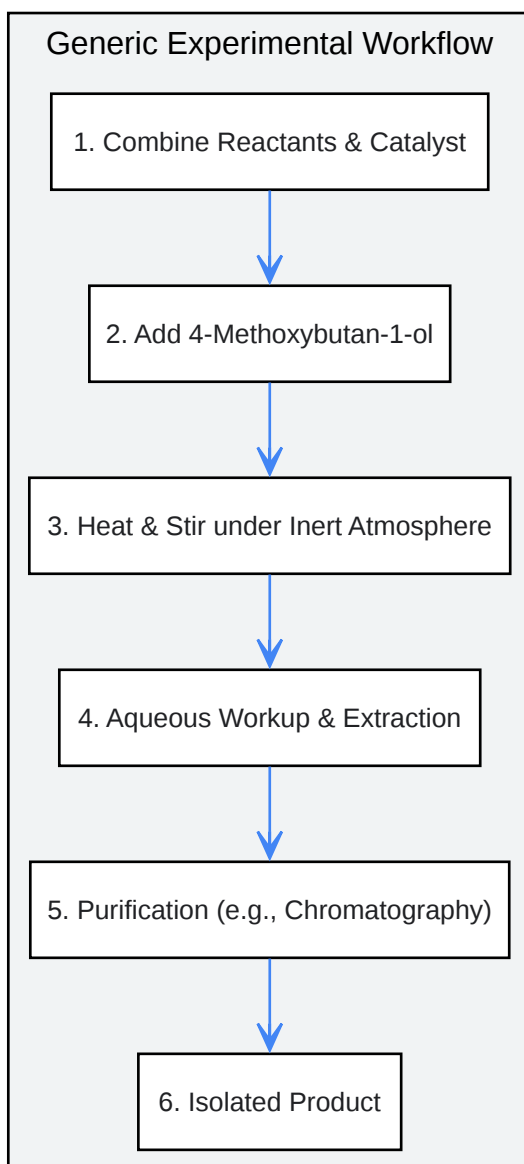 Generic Experimental Workflow
1. Combine Reactants & Catalyst
2. Add 4-Methoxybutan-1-ol
3. Heat & Stir under Inert Atmosphere
4. Aqueous Workup & Extraction
5. Purification (e.g., Chromatography)
6. Isolated Product